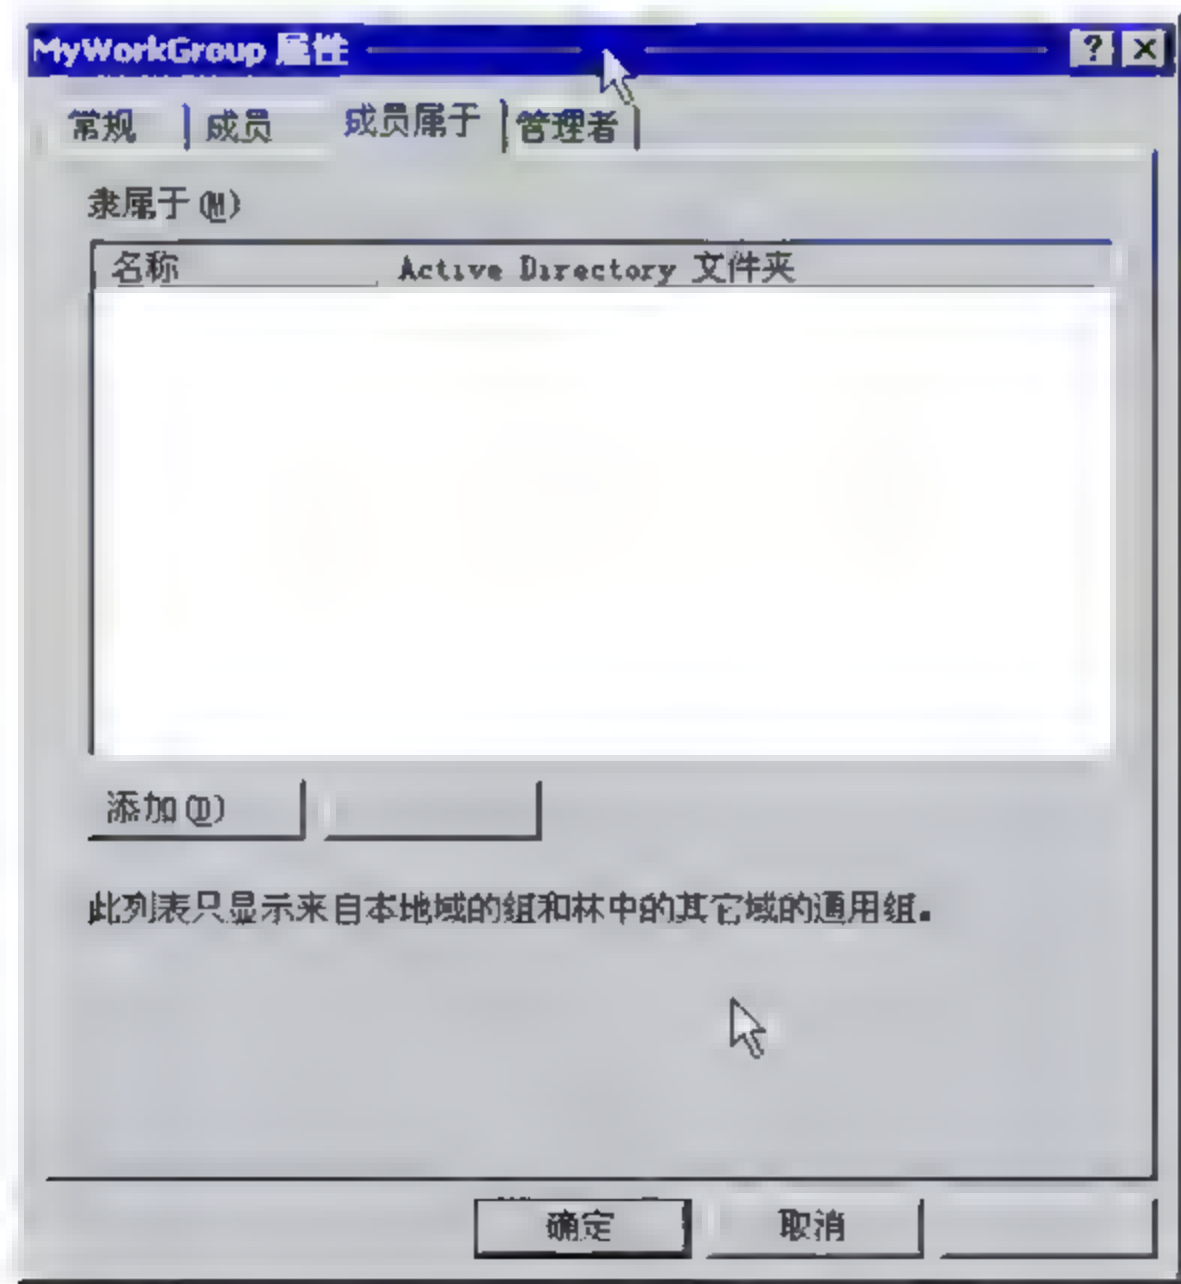 MyWorkGroup 属性
常规 成员 成员属于 管理者
隶属于(M)
名称 Active Directory 文件夹
添加(D)
此列表只显示来自本地域的组和林中的其它域的通用组。
确定 取消